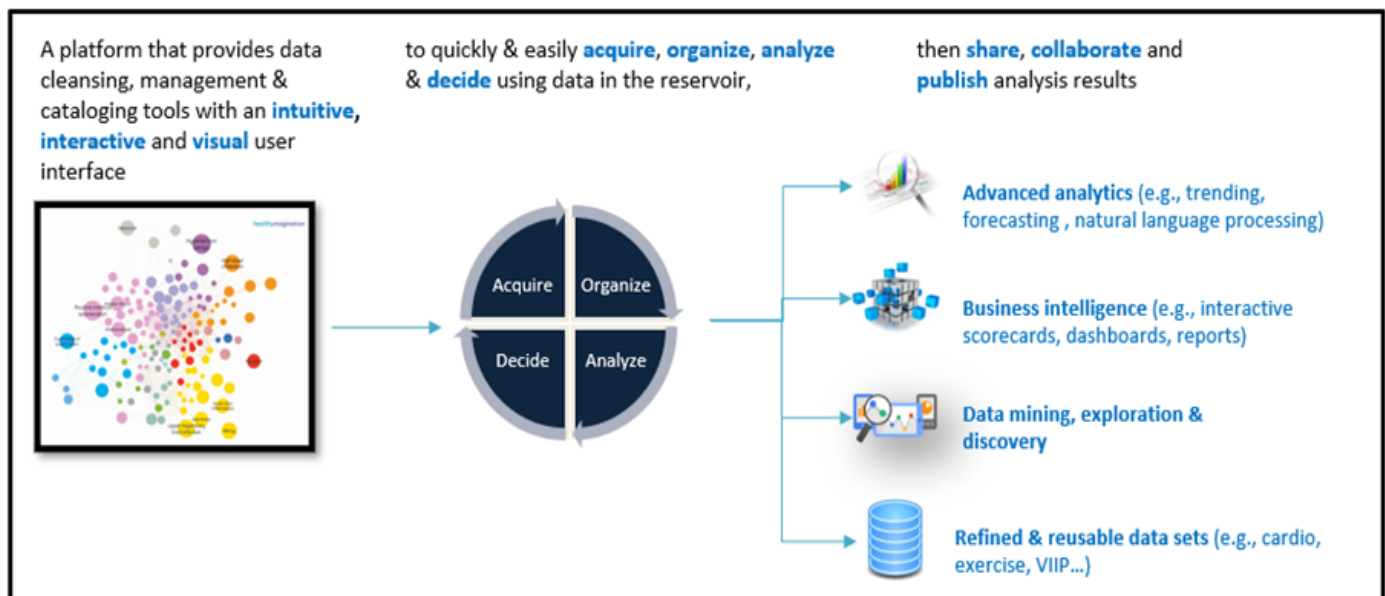 A platform that provides data
cleansing, management &
cataloging tools with an intuitive,
interactive and visual user
interface
to quickly & easily acquire, organize, analyze
& decide using data in the reservoir,
then share, collaborate and
publish analysis results
healthymagination
Acquire
Organize
Decide
Analyze
Advanced analytics (e.g., trending,
forecasting , natural language processing)
Business intelligence (e.g., interactive
scorecards, dashboards, reports)
Data mining, exploration &
discovery
Refined & reusable data sets (e.g., cardio,
exercise, VIIP...)